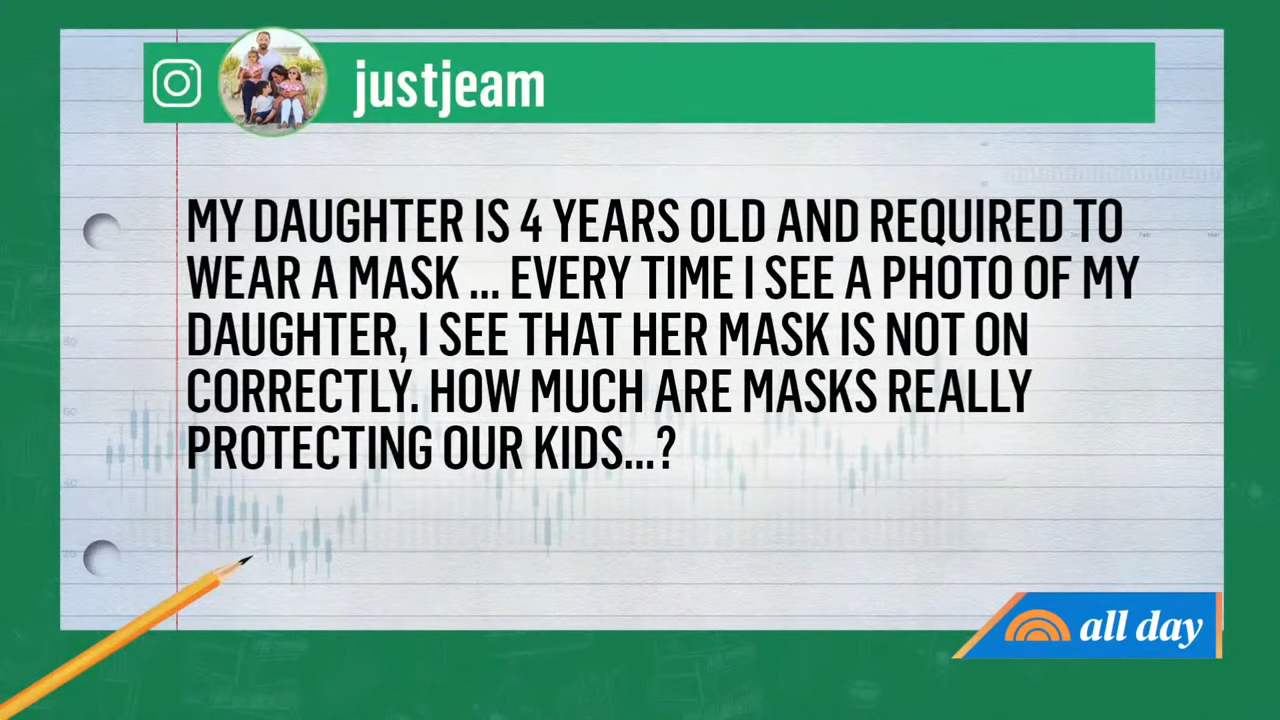 justjeam
MY DAUGHTER IS 4 YEARS OLD AND REQUIRED TO
WEAR A MASK ... EVERY TIME I SEE A PHOTO OF MY
DAUGHTER, I SEE THAT HER MASK IS NOT ON
CORRECTLY. HOW MUCH ARE MASKS REALLY
PROTECTING OUR KIDS...?
all day